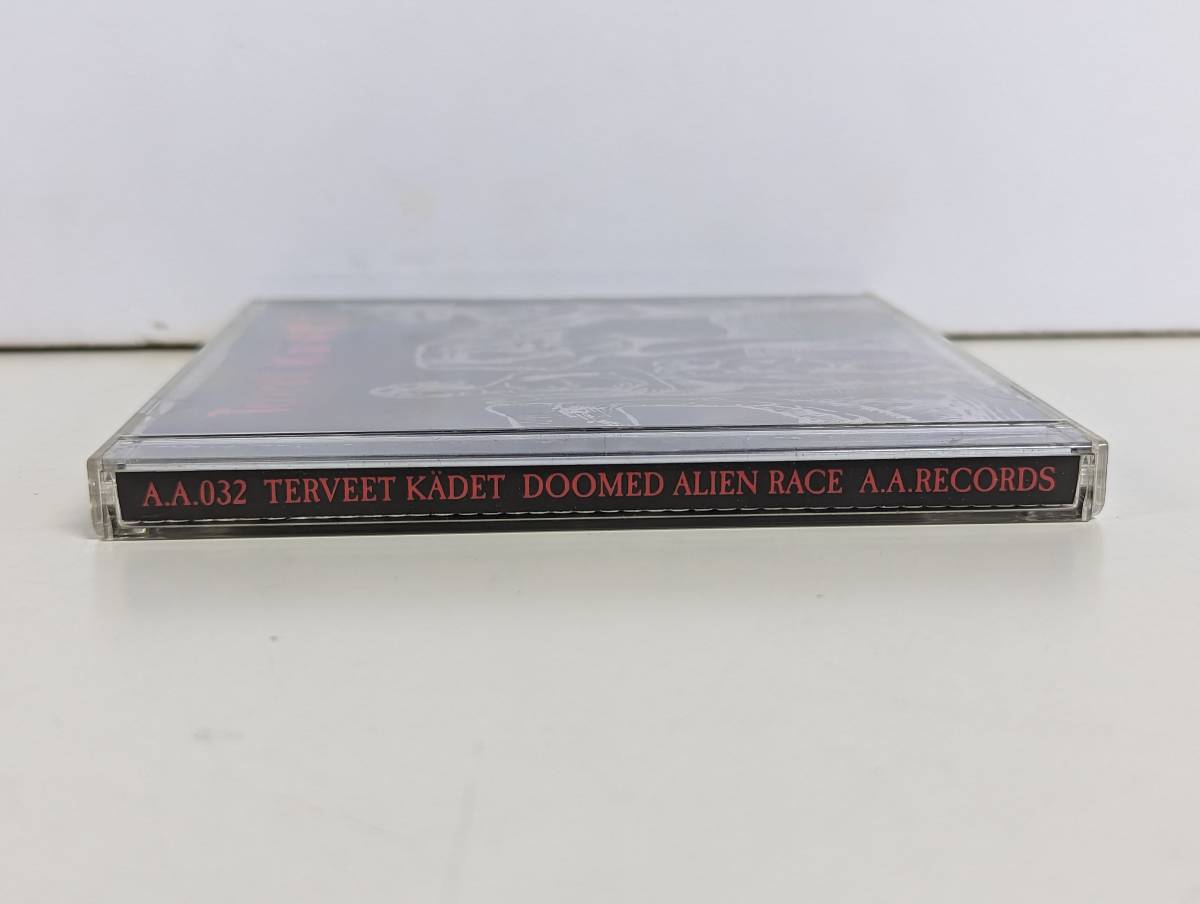 A.A.032 TERVEET KÄDET DOOMED ALIEN RACE A.A.RECORDS